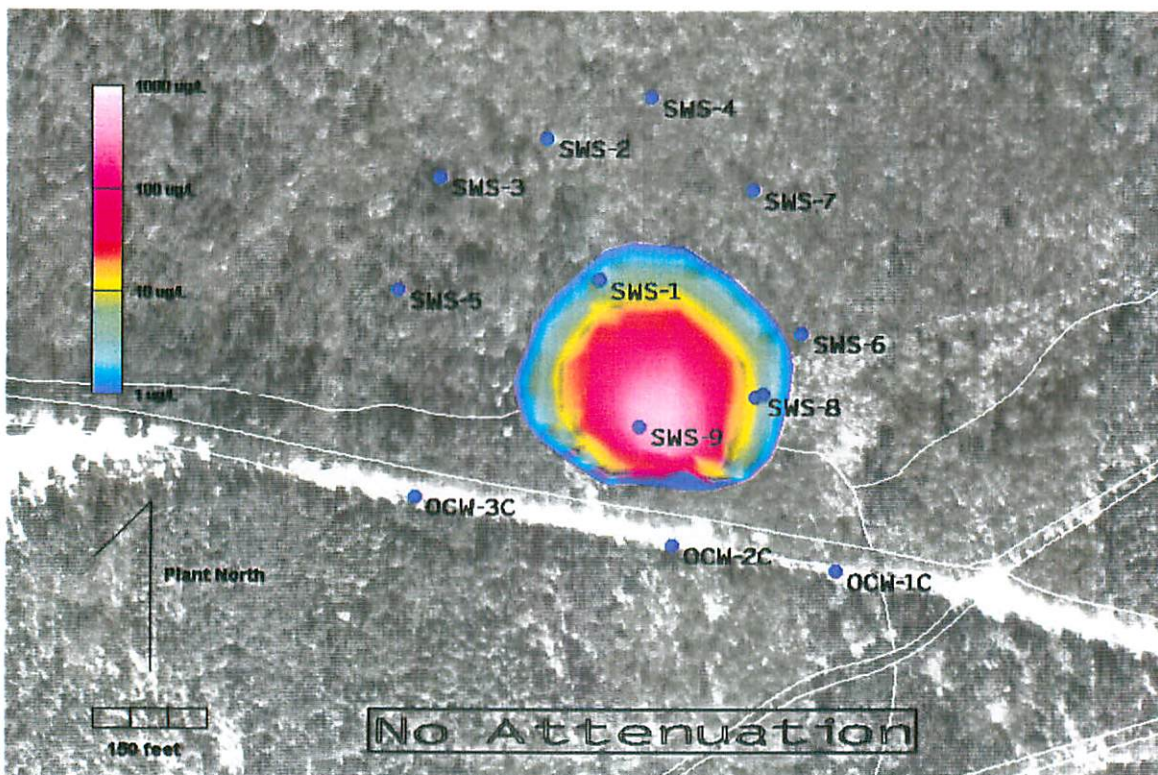 1000 ug/L
SWS-4
SWS-2
SWS-3
100 ug/L
SWS-7
SWS-1
10 ug/L
SWS-5
SWS-6
1 ug/L
SWS-8
SWS-9
OCW-3C
OCW-2C
Plant North
OCW-1C
No Attenuation
150 feet